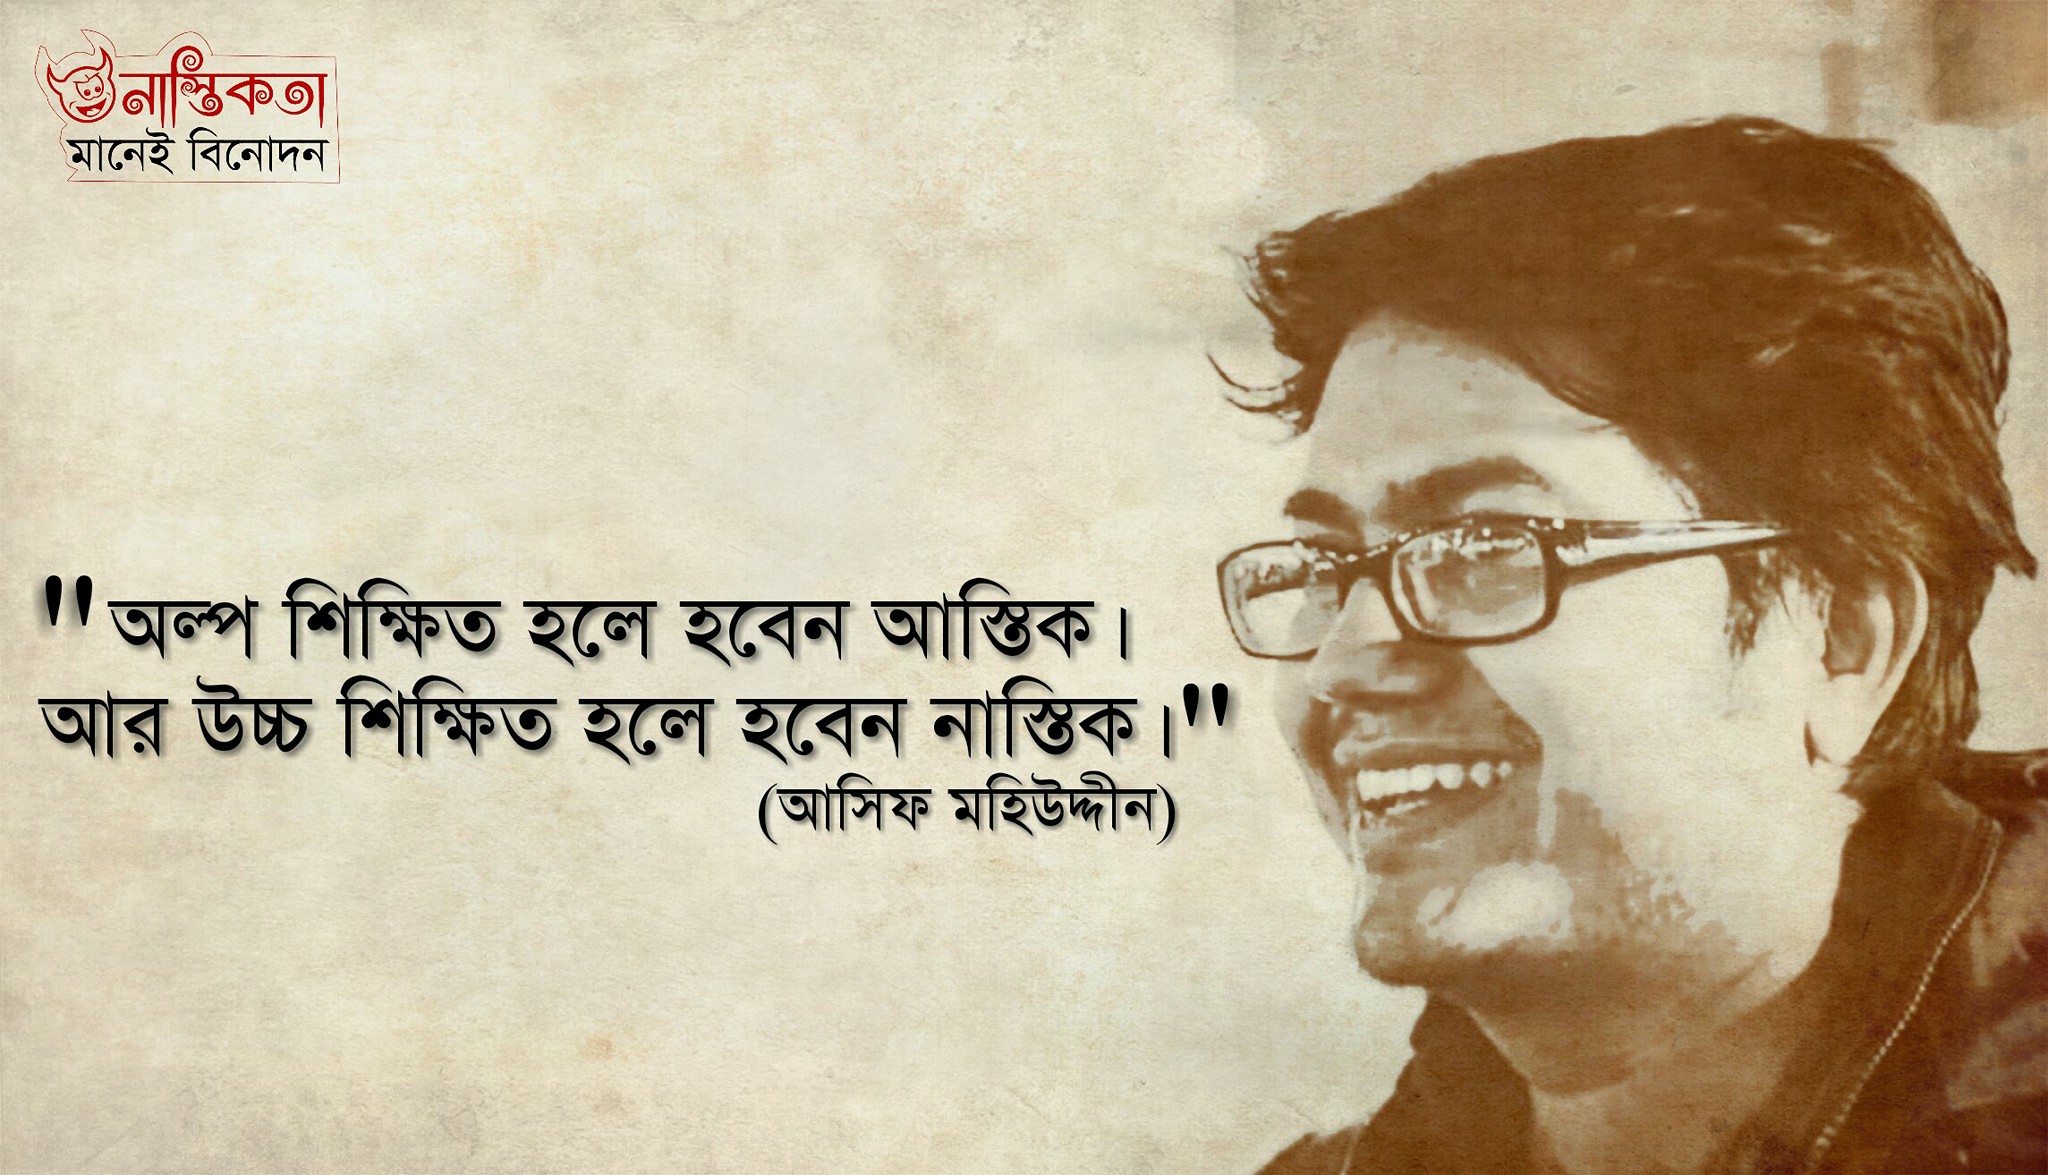 নাস্তিকতা
মানেই বিনোদন
"অল্প শিক্ষিত হলে হবেন আস্তিক।
আর উচ্চ শিক্ষিত হলে হবেন নাস্তিক।"
(আসিফ মহিউদ্দীন)